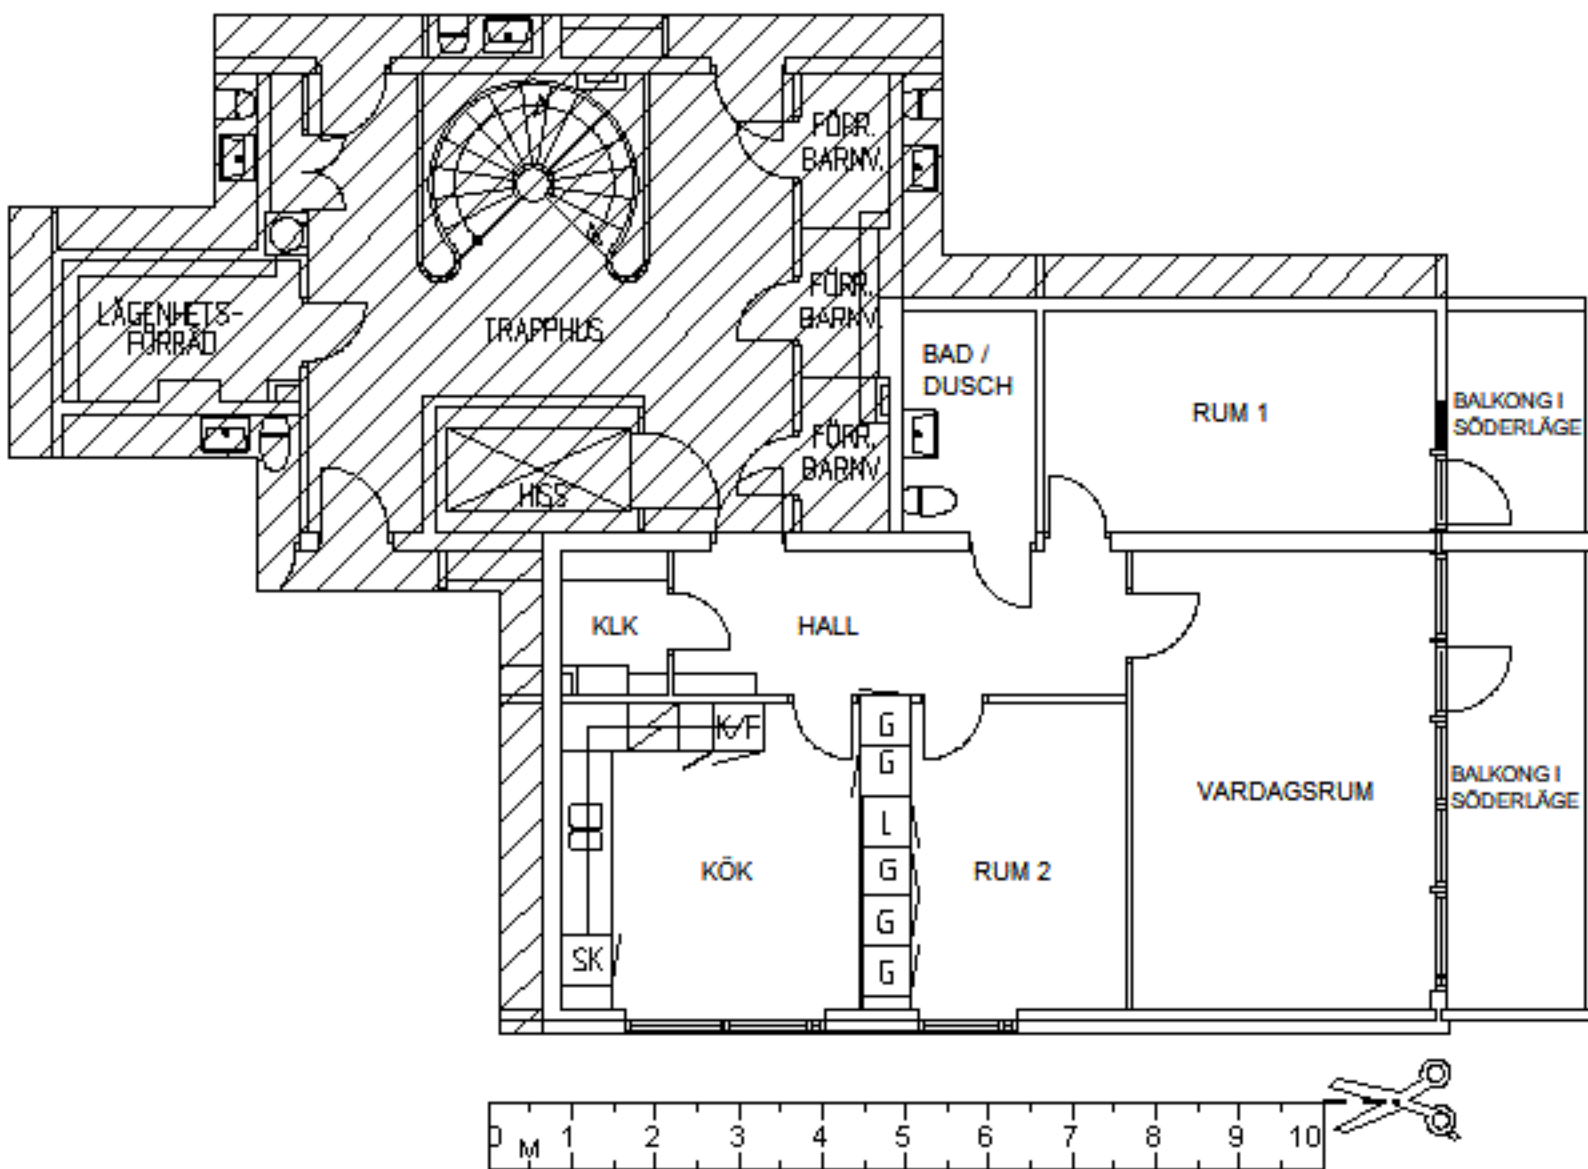 FÖRR.
BARNV.
LÄGENHETS-
FÖRRÅD
TRAPPHUS
FÖRR.
BARNV.
BAD /
DUSCH
RUM 1
BALKONG I
SÖDERLÄGE
FÖRR.
BARNV.
HISS
KLK
HALL
K/F
G
G
L
G
G
G
VARDAGSRUM
BALKONG I
SÖDERLÄGE
KÖK
RUM 2
SK
0 M 1 2 3 4 5 6 7 8 9 10